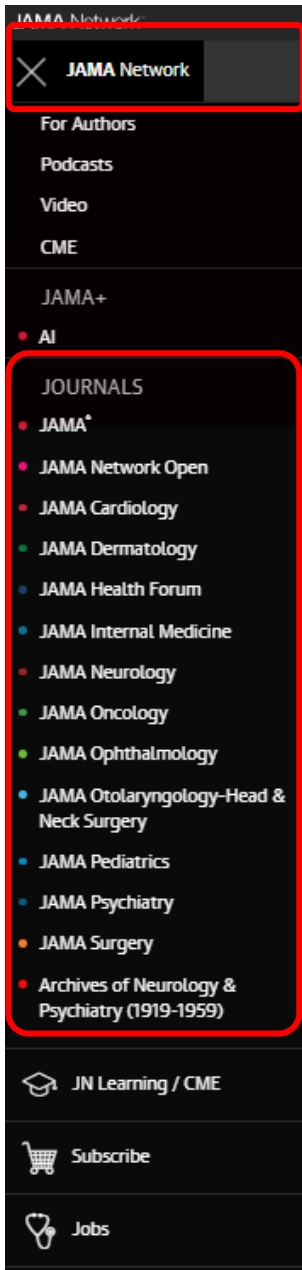 JAMA Network
JAMA Network
For Authors
Podcasts
Video
CME
JAMA+
AI
JOURNALS
JAMA®
JAMA Network Open
JAMA Cardiology
JAMA Dermatology
JAMA Health Forum
JAMA Internal Medicine
JAMA Neurology
JAMA Oncology
JAMA Ophthalmology
JAMA Otolaryngology–Head &
Neck Surgery
JAMA Pediatrics
JAMA Psychiatry
JAMA Surgery
Archives of Neurology &
Psychiatry (1919-1959)
JN Learning / CME
Subscribe
Jobs